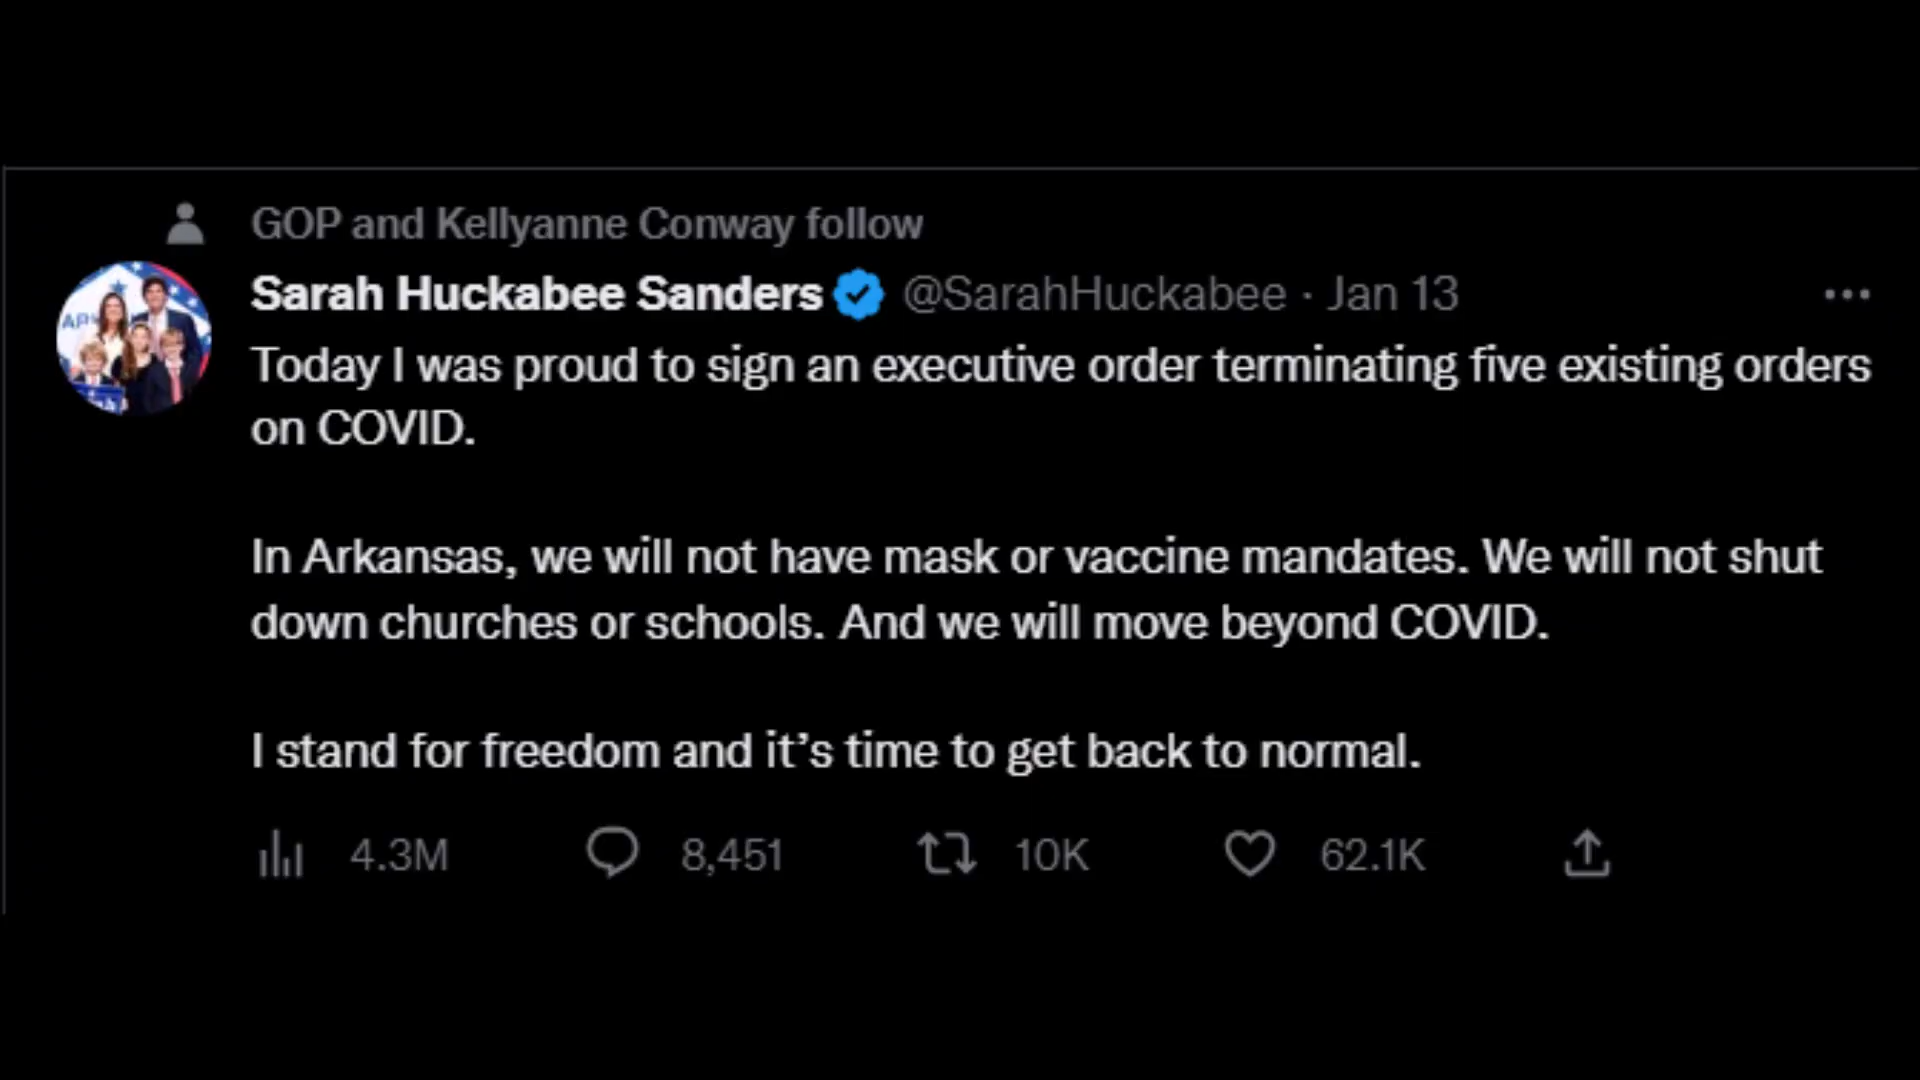 GOP and Kellyanne Conway follow
Sarah Huckabee Sanders @SarahHuckabee · Jan 13
Today I was proud to sign an executive order terminating five existing orders
on COVID.
In Arkansas, we will not have mask or vaccine mandates. We will not shut
down churches or schools. And we will move beyond COVID.
I stand for freedom and it’s time to get back to normal.
4.3M 8,451 10K 62.1K